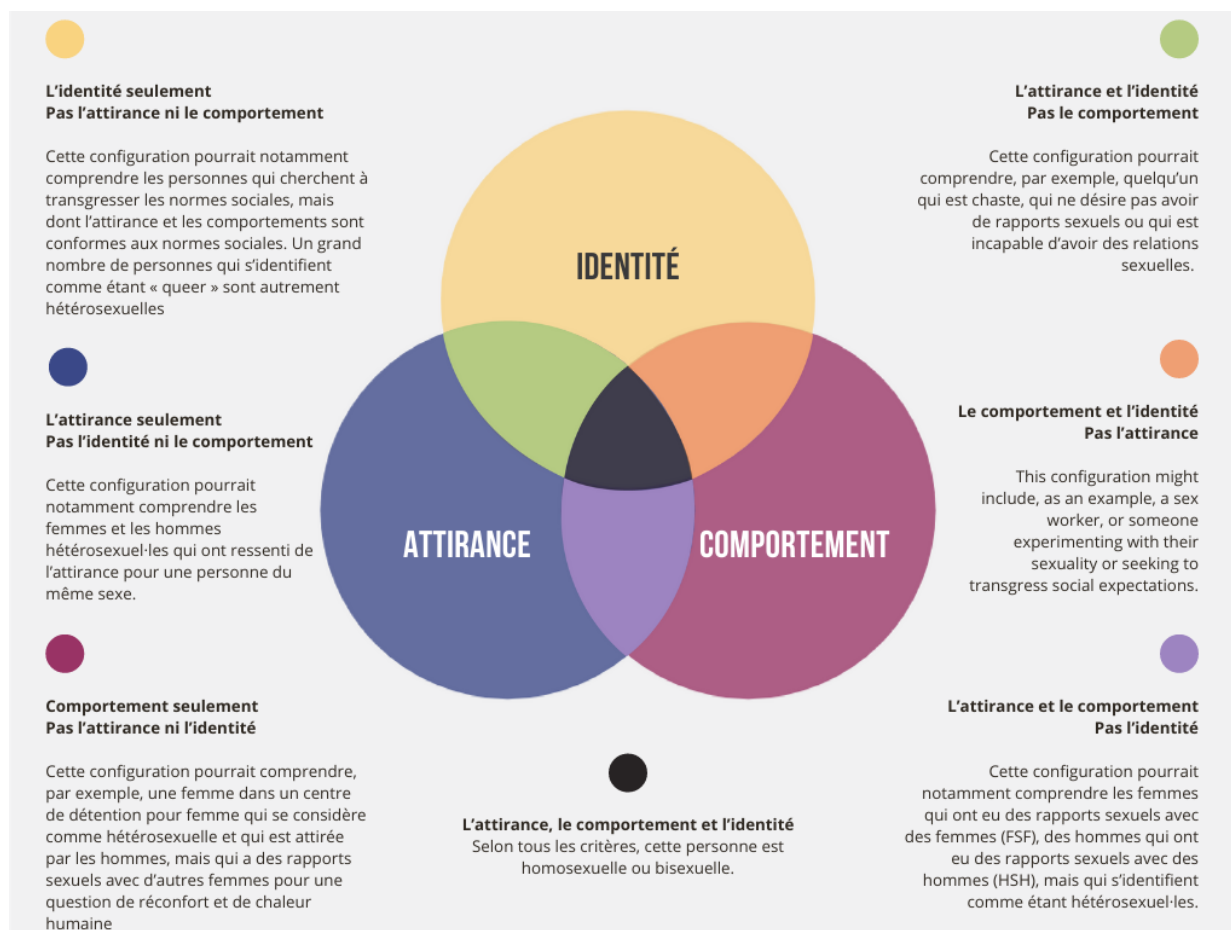 L'identité seulement
Pas l'attirance ni le comportement
Cette configuration pourrait notamment
comprendre les personnes qui cherchent à
transgresser les normes sociales, mais
dont l'attirance et les comportements sont
conformes aux normes sociales. Un grand
nombre de personnes qui s'identifient
comme étant « queer » sont autrement
hétérosexuelles
L'attirance seulement
Pas l'identité ni le comportement
Cette configuration pourrait
notamment comprendre les
femmes et les hommes
hétérosexuel·les qui ont ressenti de
l'attirance pour une personne du
même sexe.
Comportement seulement
Pas l'attirance ni l'identité
Cette configuration pourrait comprendre,
par exemple, une femme dans un centre
de détention pour femme qui se considère
comme hétérosexuelle et qui est attirée
par les hommes, mais qui a des rapports
sexuels avec d'autres femmes pour une
question de réconfort et de chaleur
humaine
IDENTITÉ
ATTIRANCE
COMPORTEMENT
L'attirance, le comportement et l'identité
Selon tous les critères, cette personne est
homosexuelle ou bisexuelle.
L'attirance et l'identité
Pas le comportement
Cette configuration pourrait
comprendre, par exemple, quelqu'un
qui est chaste, qui ne désire pas avoir
de rapports sexuels ou qui est
incapable d'avoir des relations
sexuelles.
Le comportement et l'identité
Pas l'attirance
This configuration might
include, as an example, a sex
worker, or someone
experimenting with their
sexuality or seeking to
transgress social expectations.
L'attirance et le comportement
Pas l'identité
Cette configuration pourrait
notamment comprendre les femmes
qui ont eu des rapports sexuels avec
des femmes (FSF), des hommes qui ont
eu des rapports sexuels avec des
hommes (HSH), mais qui s'identifient
comme étant hétérosexuel·les.